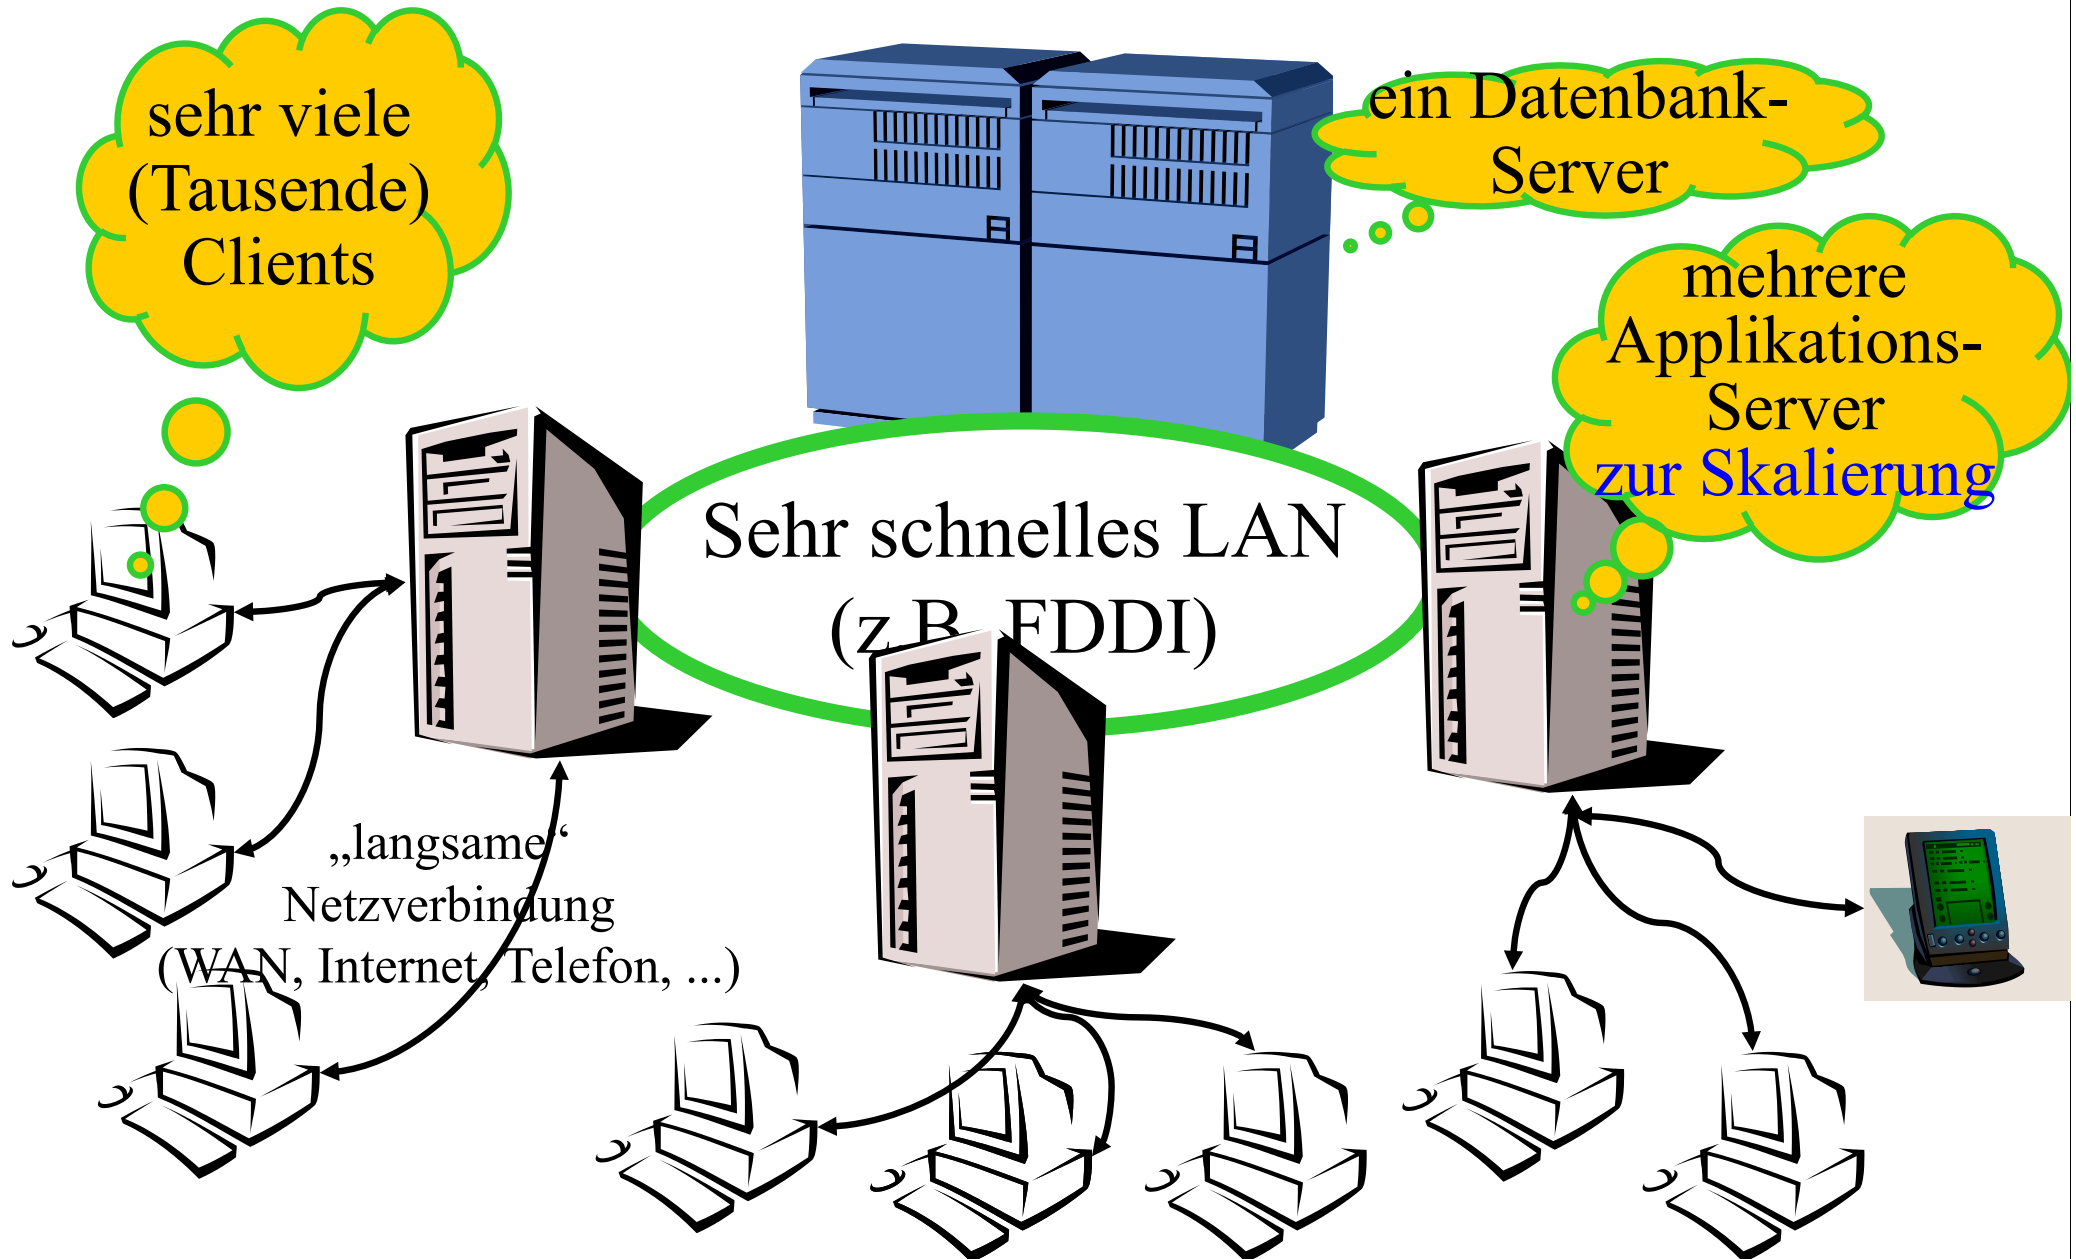 sehr viele
(Tausende)
Clients
ein Datenbank-
Server
mehrere
Applikations-
Server
zur Skalierung
Sehr schnelles LAN
(z.B. FDDI)
„langsame“
Netzverbindung
(WAN, Internet, Telefon, ...)